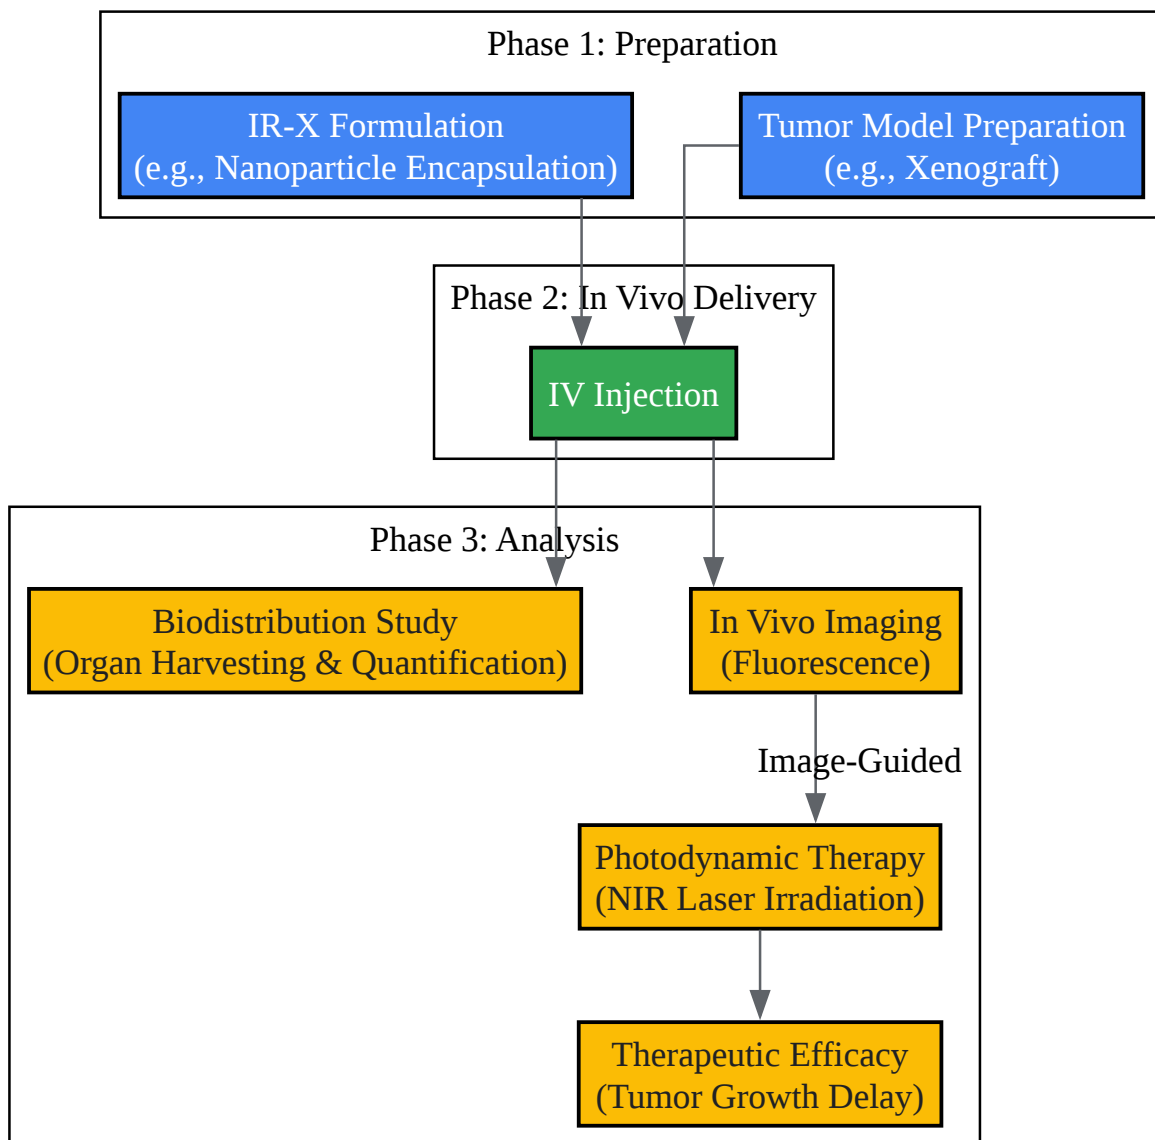 Phase 1: Preparation
IR-X Formulation
(e.g., Nanoparticle Encapsulation)
Tumor Model Preparation
(e.g., Xenograft)
Phase 2: In Vivo Delivery
IV Injection
Phase 3: Analysis
Biodistribution Study
(Organ Harvesting & Quantification)
In Vivo Imaging
(Fluorescence)
Image-Guided
Photodynamic Therapy
(NIR Laser Irradiation)
Therapeutic Efficacy
(Tumor Growth Delay)